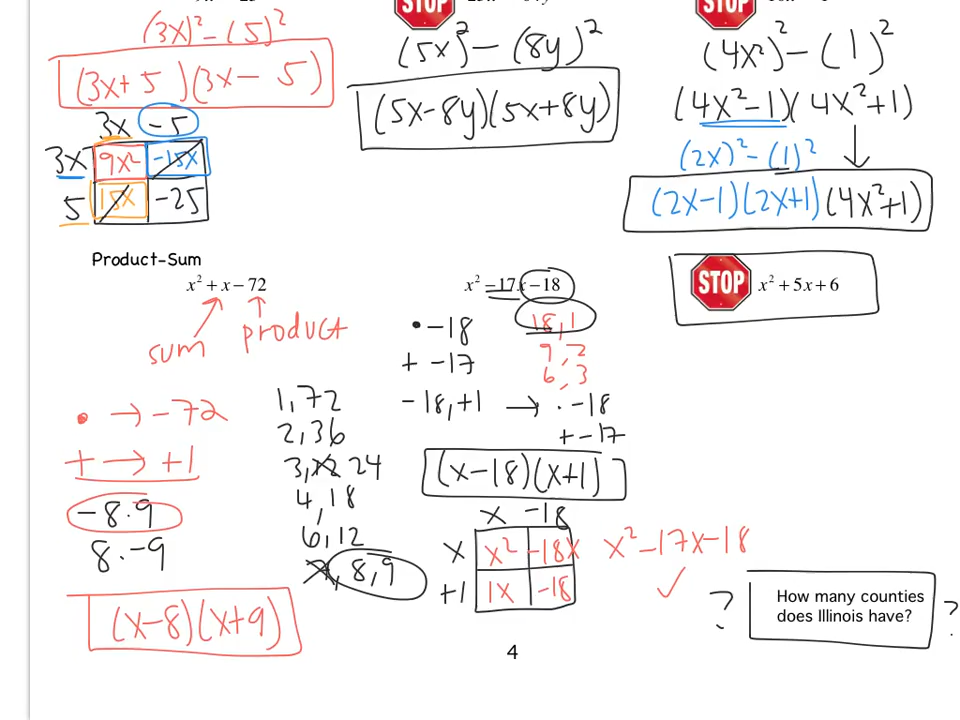 STOP
STOP
(3x)² − (5)²
(3x + 5)(3x − 5)
3x −5
3x 9x² −15x
5 15x −25
(5x)² − (8y)²
(5x−8y)(5x+8y)
(4x²)² − (1)²
(4x²−1)(4x²+1)
(2x)² − (1)²
(2x−1)(2x+1)(4x²+1)
Product-Sum
x² + x − 72
sum product
• → −72
+ → +1
−8·9
8·−9
(x−8)(x+9)
1,72
2,36
3, 24
4,18
6,12
8,9
x² − 17x − 18
• −18
+ −17
18,1
9,2
6,3
−18,+1 → · −18
+ −17
(x−18)(x+1)
x −18
x x² −18x
+1 1x −18
x² −17x −18
✓
STOP x² + 5x + 6
? How many counties
does Illinois have? ?
4